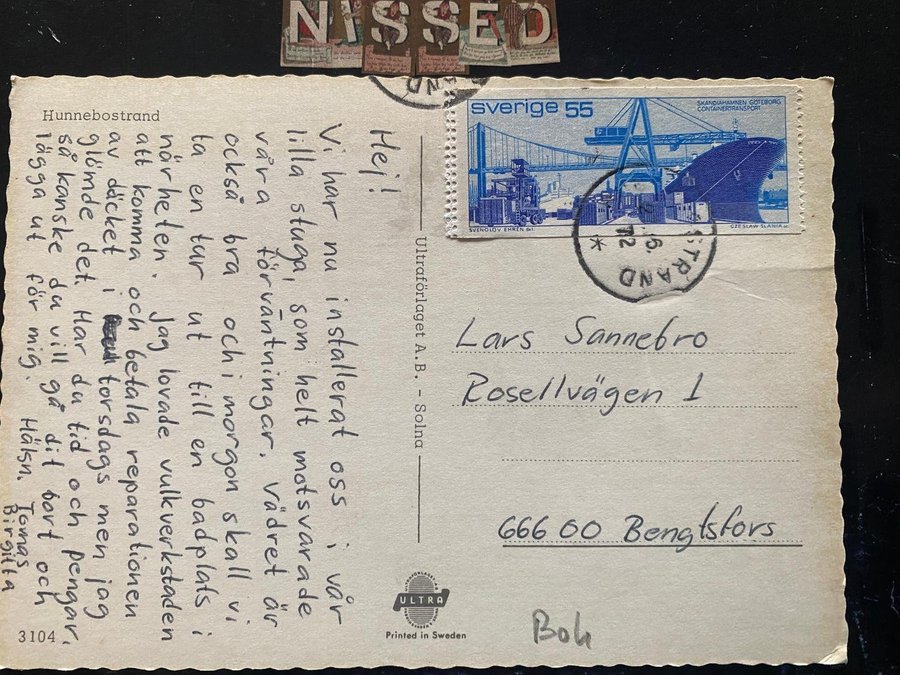 NISSED
Hunnebostrand
Hej!
Vi har nu installerat oss i vår
lilla stuga, som helt motsvarade
våra förväntningar. Vädret är
också bra och i morgon skall vi
ta en tur ut till en badplats i
närheten. Jag lovade vulkverkstaden
att komma och betala reparationen
av däcket i torsdags men jag
glömde det. Har du tid och pengar,
så kanske du vill gå dit bort och
lägga ut för mig. Hälsn. Tomas
Birgitta
3104
Ultraförlaget A.B. - Solna
ULTRA
Printed in Sweden
sverige 55
SKANDIAHAMNEN GÖTEBORG
CONTAINERTRANSPORT
SVENOLOV EHRÉN del.
CZESLAW SLANIA sc.
STRAND
72
RAND
Lars Sannebro
Rosellvägen 1
666 00 Bengtsfors
Boh